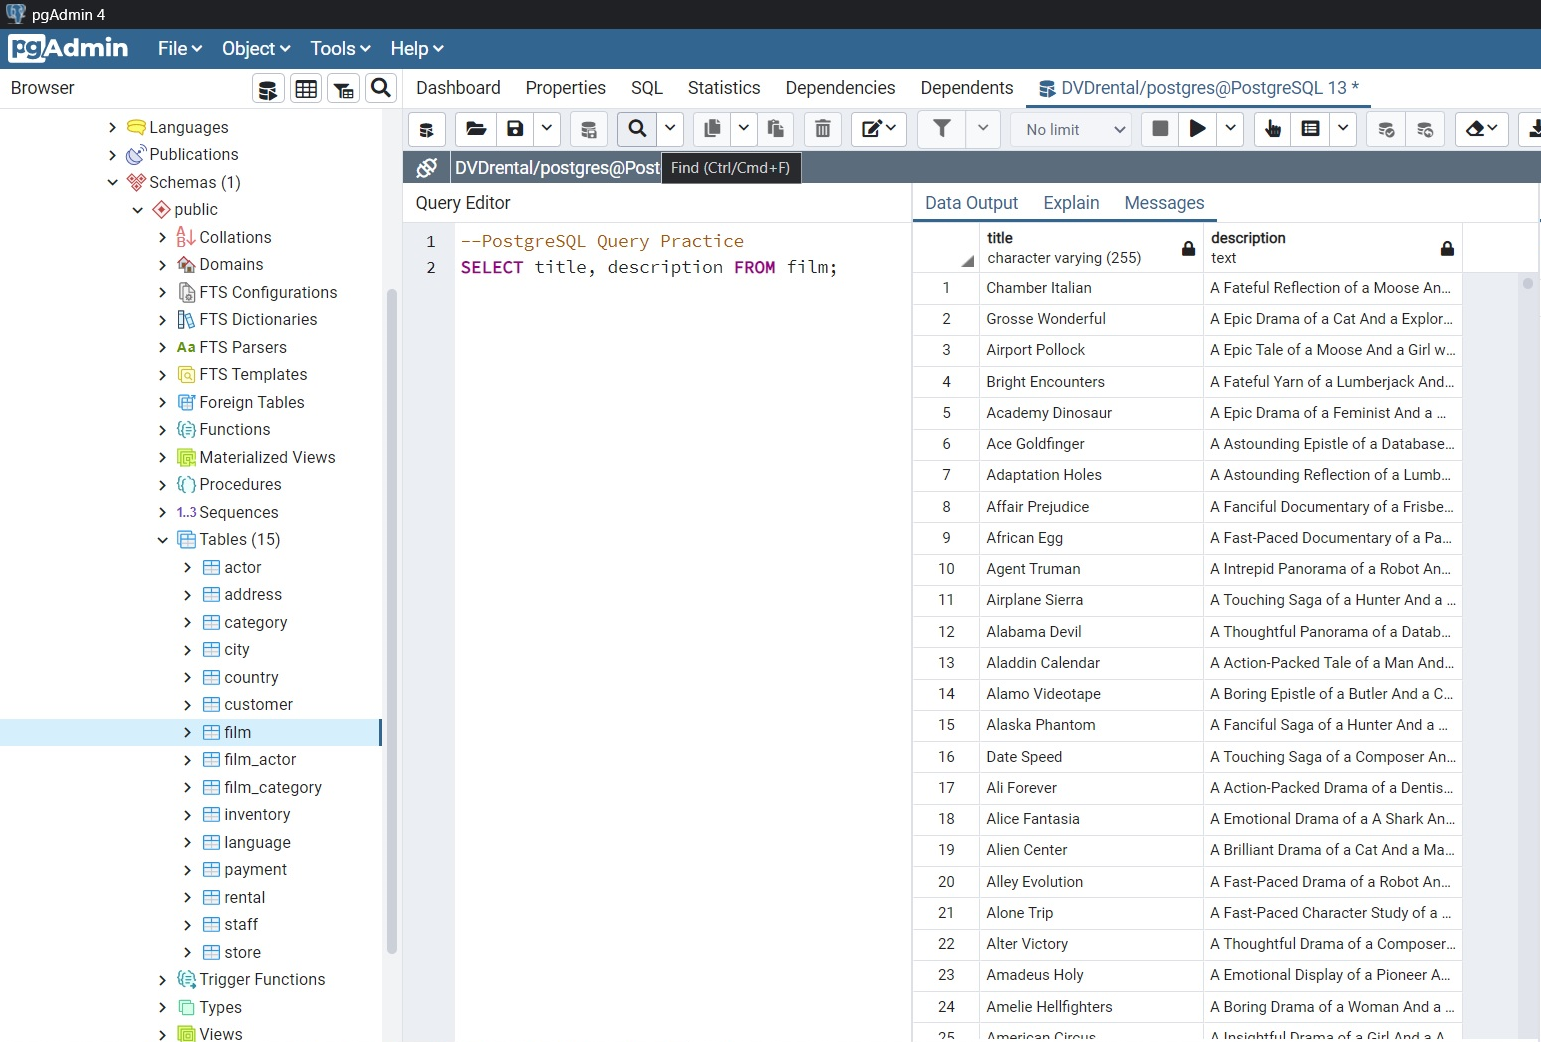 pgAdmin 4
pgAdmin File Object Tools Help
Browser
Dashboard Properties SQL Statistics Dependencies Dependents DVDrental/postgres@PostgreSQL 13 *
No limit
DVDrental/postgres@Post
Find (Ctrl/Cmd+F)
Languages
Publications
Schemas (1)
public
Collations
Domains
FTS Configurations
FTS Dictionaries
Aa FTS Parsers
FTS Templates
Foreign Tables
Functions
Materialized Views
Procedures
1..3 Sequences
Tables (15)
actor
address
category
city
country
customer
film
film_actor
film_category
inventory
language
payment
rental
staff
store
Trigger Functions
Types
Views
Query Editor
1 --PostgreSQL Query Practice
2 SELECT title, description FROM film;
Data Output Explain Messages
title description
character varying (255) text
1 Chamber Italian A Fateful Reflection of a Moose An...
2 Grosse Wonderful A Epic Drama of a Cat And a Explor...
3 Airport Pollock A Epic Tale of a Moose And a Girl w...
4 Bright Encounters A Fateful Yarn of a Lumberjack And...
5 Academy Dinosaur A Epic Drama of a Feminist And a ...
6 Ace Goldfinger A Astounding Epistle of a Database...
7 Adaptation Holes A Astounding Reflection of a Lumb...
8 Affair Prejudice A Fanciful Documentary of a Frisbe...
9 African Egg A Fast-Paced Documentary of a Pa...
10 Agent Truman A Intrepid Panorama of a Robot An...
11 Airplane Sierra A Touching Saga of a Hunter And a ...
12 Alabama Devil A Thoughtful Panorama of a Datab...
13 Aladdin Calendar A Action-Packed Tale of a Man And...
14 Alamo Videotape A Boring Epistle of a Butler And a C...
15 Alaska Phantom A Fanciful Saga of a Hunter And a ...
16 Date Speed A Touching Saga of a Composer An...
17 Ali Forever A Action-Packed Drama of a Dentis...
18 Alice Fantasia A Emotional Drama of a A Shark An...
19 Alien Center A Brilliant Drama of a Cat And a Ma...
20 Alley Evolution A Fast-Paced Drama of a Robot An...
21 Alone Trip A Fast-Paced Character Study of a ...
22 Alter Victory A Thoughtful Drama of a Composer...
23 Amadeus Holy A Emotional Display of a Pioneer A...
24 Amelie Hellfighters A Boring Drama of a Woman And a ...
25 American Circus A Insightful Drama of a Girl And a A